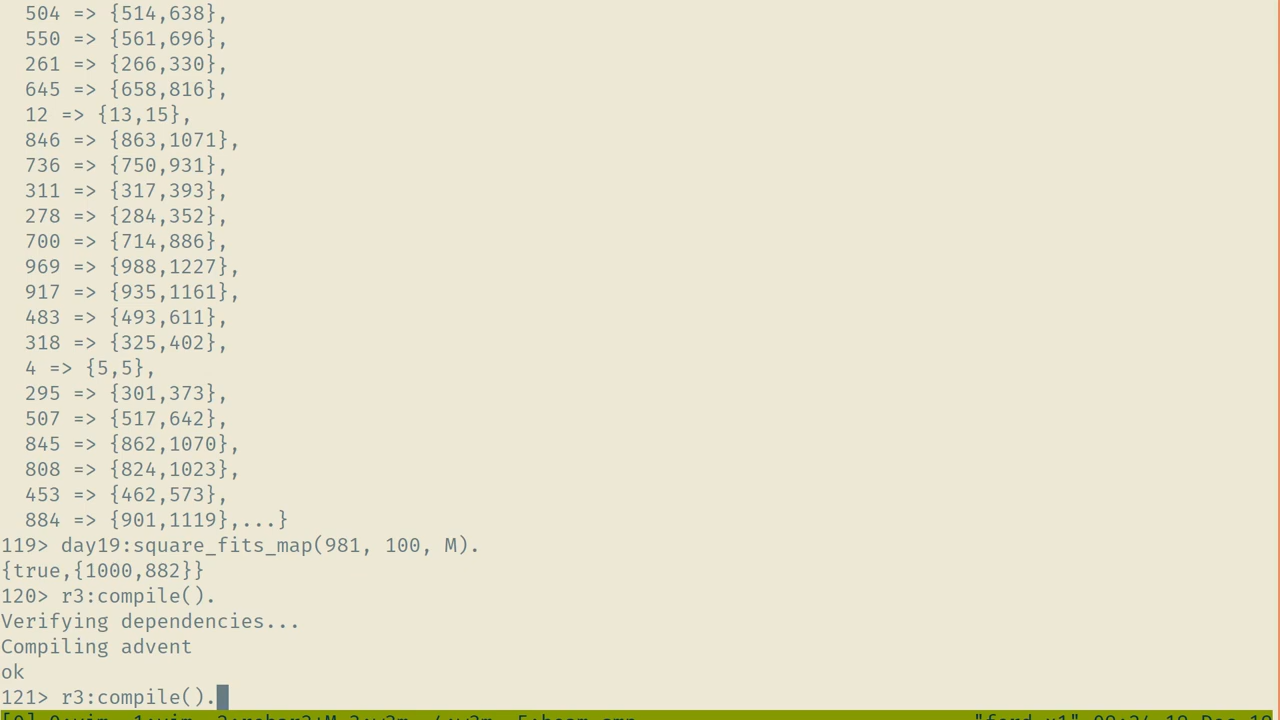 504 => {514,638},
550 => {561,696},
261 => {266,330},
645 => {658,816},
12 => {13,15},
846 => {863,1071},
736 => {750,931},
311 => {317,393},
278 => {284,352},
700 => {714,886},
969 => {988,1227},
917 => {935,1161},
483 => {493,611},
318 => {325,402},
4 => {5,5},
295 => {301,373},
507 => {517,642},
845 => {862,1070},
808 => {824,1023},
453 => {462,573},
884 => {901,1119},...}
119> day19:square_fits_map(981, 100, M).
{true,{1000,882}}
120> r3:compile().
Verifying dependencies...
Compiling advent
ok
121> r3:compile().